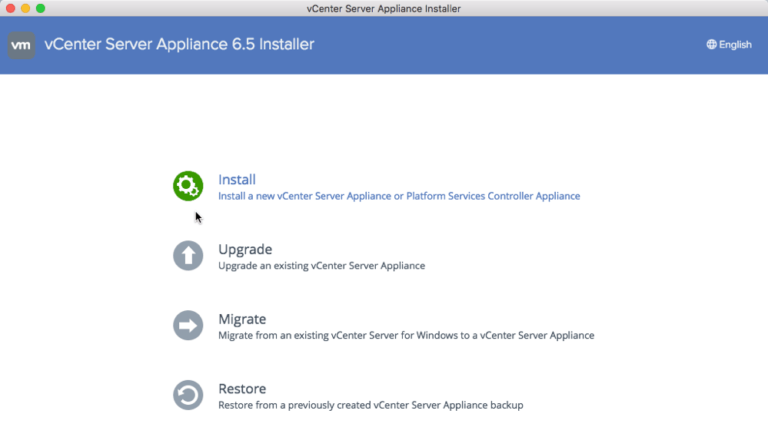 vCenter Server Appliance Installer
vm vCenter Server Appliance 6.5 Installer English
Install
Install a new vCenter Server Appliance or Platform Services Controller Appliance
Upgrade
Upgrade an existing vCenter Server Appliance
Migrate
Migrate from an existing vCenter Server for Windows to a vCenter Server Appliance
Restore
Restore from a previously created vCenter Server Appliance backup